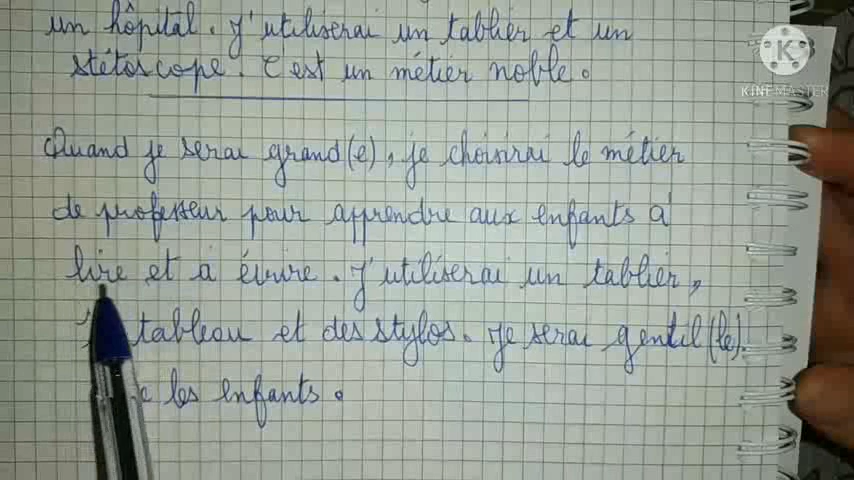 un hôpital. J'utiliserai un tablier et un
stétoscope. C'est un métier noble.
Quand je serai grand(e), je choisirai le métier
de professeur pour apprendre aux enfants à
lire et à écrire. J'utiliserai un tablier,
tableau et des stylos. Je serai gentil(le)
les enfants.
KINEMASTER